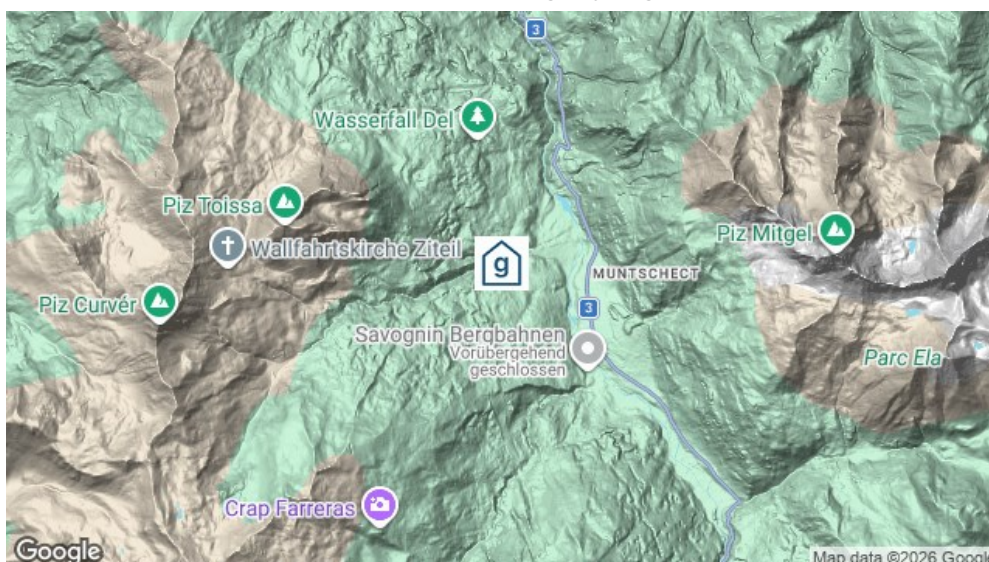 3
Wasserfall Del
Piz Toissa
Wallfahrtskirche Ziteil
Piz Mitgel
g
MUNTSCHECT
Piz Curvér
3
Savognin Bergbahnen
Vorübergehend
geschlossen
Parc Ela
Crap Farreras
Google
Map data ©2026 Google